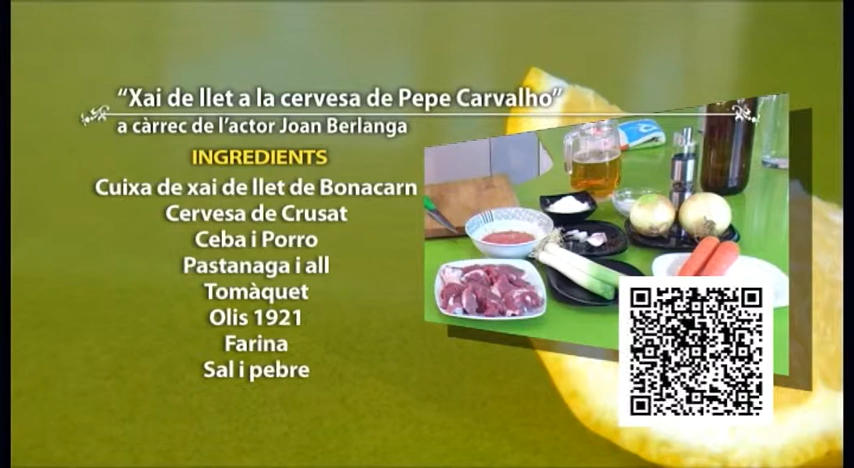 “Xai de llet a la cervesa de Pepe Carvalho”
a càrrec de l’actor Joan Berlanga
INGREDIENTS
Cuixa de xai de llet de Bonacarn
Cervesa de Crusat
Ceba i Porro
Pastanaga i all
Tomàquet
Olis 1921
Farina
Sal i pebre